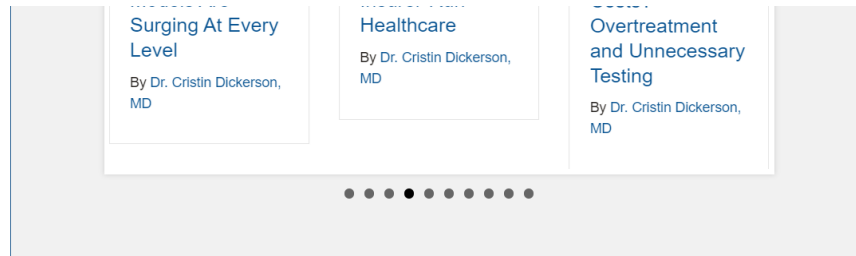 Surging At Every
Level
By Dr. Cristin Dickerson,
MD
Healthcare
By Dr. Cristin Dickerson,
MD
Overtreatment
and Unnecessary
Testing
By Dr. Cristin Dickerson,
MD